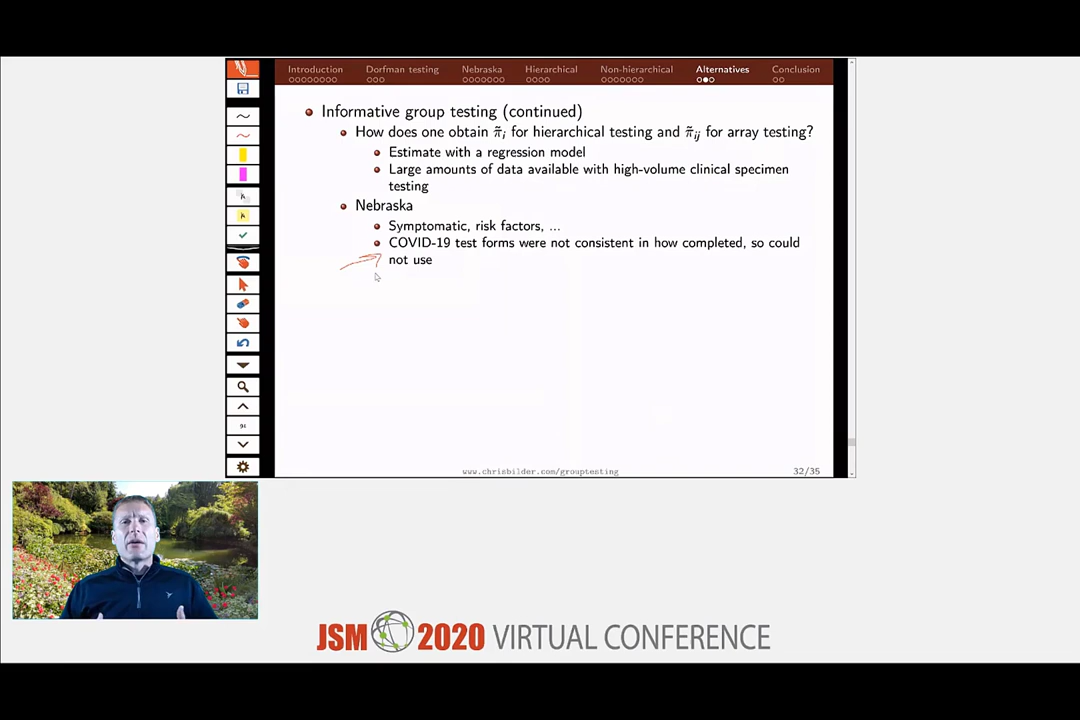 Introduction Dorfman testing Nebraska Hierarchical Non-hierarchical Alternatives Conclusion
Informative group testing (continued)
How does one obtain π̃ᵢ for hierarchical testing and π̃ᵢⱼ for array testing?
Estimate with a regression model
Large amounts of data available with high-volume clinical specimen
testing
Nebraska
Symptomatic, risk factors, ...
COVID-19 test forms were not consistent in how completed, so could
not use
www.chrisbilder.com/grouptesting 32/35
JSM 2020 VIRTUAL CONFERENCE